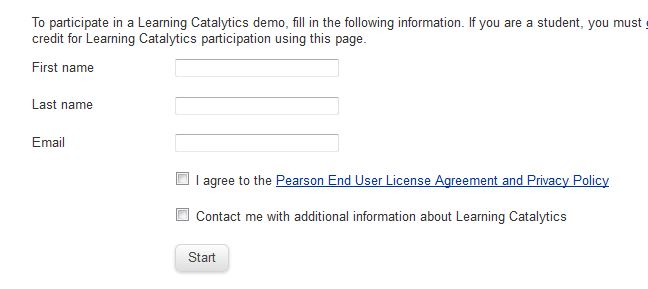 To participate in a Learning Catalytics demo, fill in the following information. If you are a student, you must
credit for Learning Catalytics participation using this page.
First name
Last name
Email
I agree to the Pearson End User License Agreement and Privacy Policy
Contact me with additional information about Learning Catalytics
Start